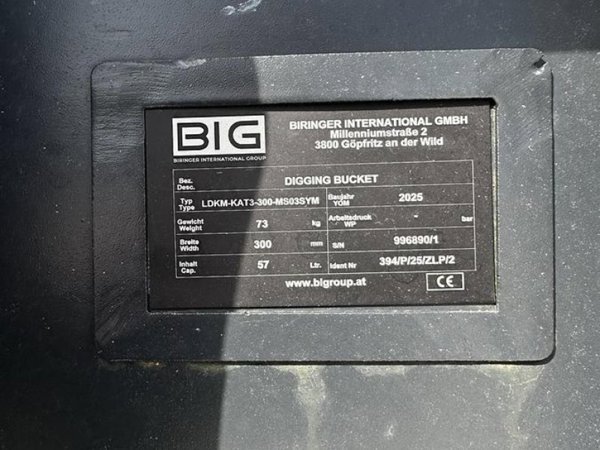 BIG
BIRINGER INTERNATIONAL GROUP
BIRINGER INTERNATIONAL GMBH
Millenniumstraße 2
3800 Göpfritz an der Wild
Bez. Desc. DIGGING BUCKET
Typ Type LDKM-KAT3-300-MS03SYM Baujahr YOM 2025
Gewicht Weight 73 kg Arbeitsdruck WP - bar
Breite Width 300 mm S/N 996890/1
Inhalt Cap. 57 Ltr. Ident Nr 394/P/25/ZLP/2
www.bigroup.at CE